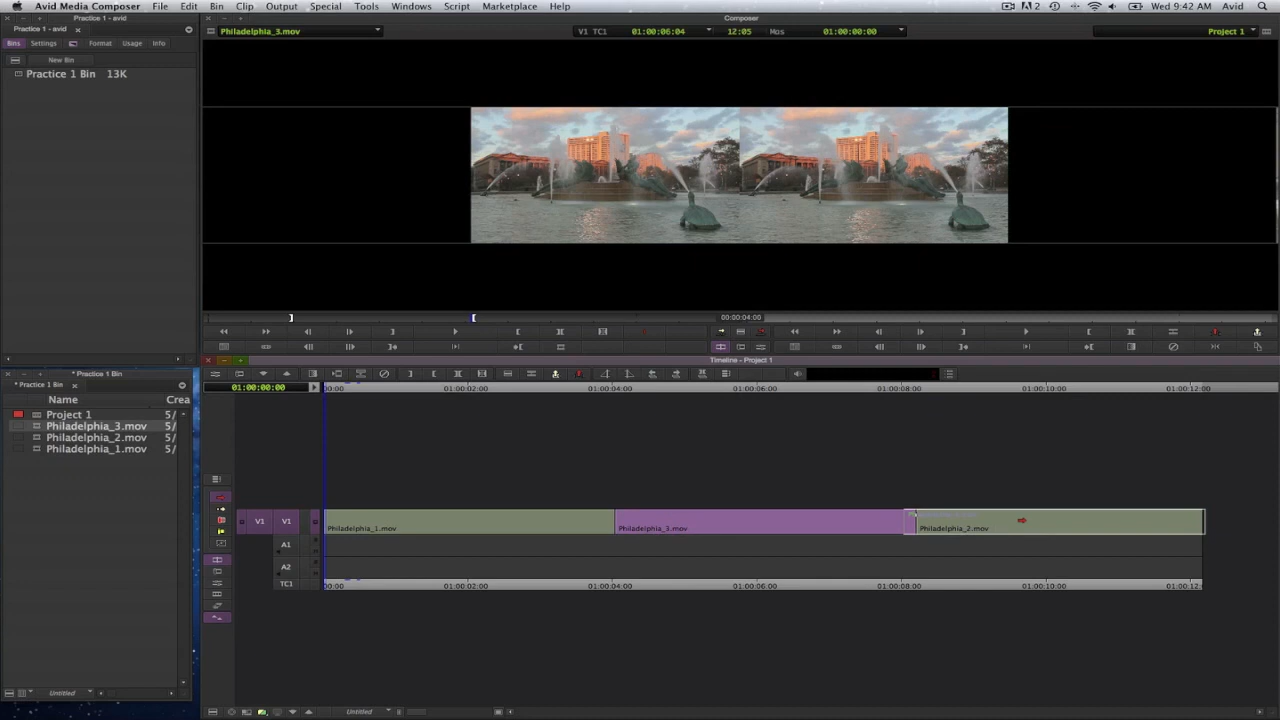 Avid Media Composer File Edit Bin Clip Output Special Tools Windows Script Marketplace Help 2 Wed 9:42 AM Avid
Practice 1 - avid
Composer
Practice 1 - avid
Philadelphia_3.mov V1 TC1 01:00:06:04 12:05 Mas 01:00:00:00 Project 1
Bins Settings Format Usage Info
New Bin
Practice 1 Bin 13K
00:00:04:00
Timeline - Project 1
* Practice 1 Bin
* Practice 1 Bin
01:00:00:00 00:00 01:00:02:00 01:00:04:00 01:00:06:00 01:00:08:00 01:00:10:00 01:00:12:00
Name Crea
Project 1 5/
Philadelphia_3.mov 5/
Philadelphia_2.mov 5/
Philadelphia_1.mov 5/
V1 V1
Philadelphia_1.mov Philadelphia_3.mov Philadelphia_2.mov
A1
A2
TC1 00:00 01:00:02:00 01:00:04:00 01:00:06:00 01:00:08:00 01:00:10:00 01:00:12:00
Untitled
Untitled